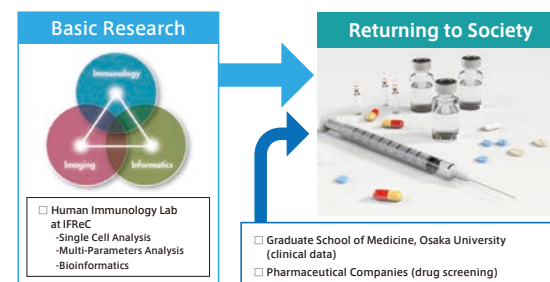 Basic Research
Immunology
Imaging
Informatics
□ Human Immunology Lab
at IFReC
-Single Cell Analysis
-Multi-Parameters Analysis
-Bioinformatics
Returning to Society
□ Graduate School of Medicine, Osaka University
(clinical data)
□ Pharmaceutical Companies (drug screening)